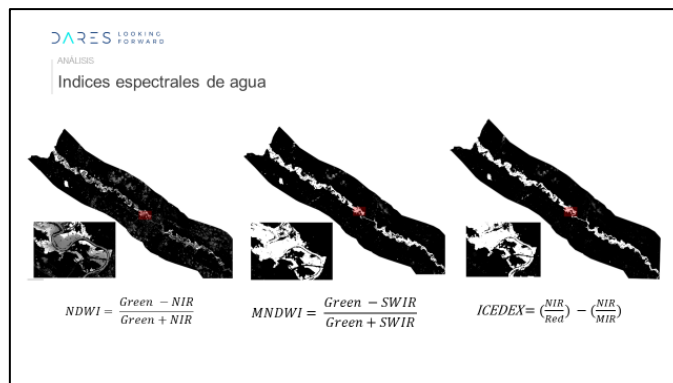 DARES LOOKING
FORWARD
ANÁLISIS
Indices espectrales de agua
NDWI = Green − NIR / Green + NIR
MNDWI = Green − SWIR / Green + SWIR
ICEDEX= (NIR/Red) − (NIR/MIR)